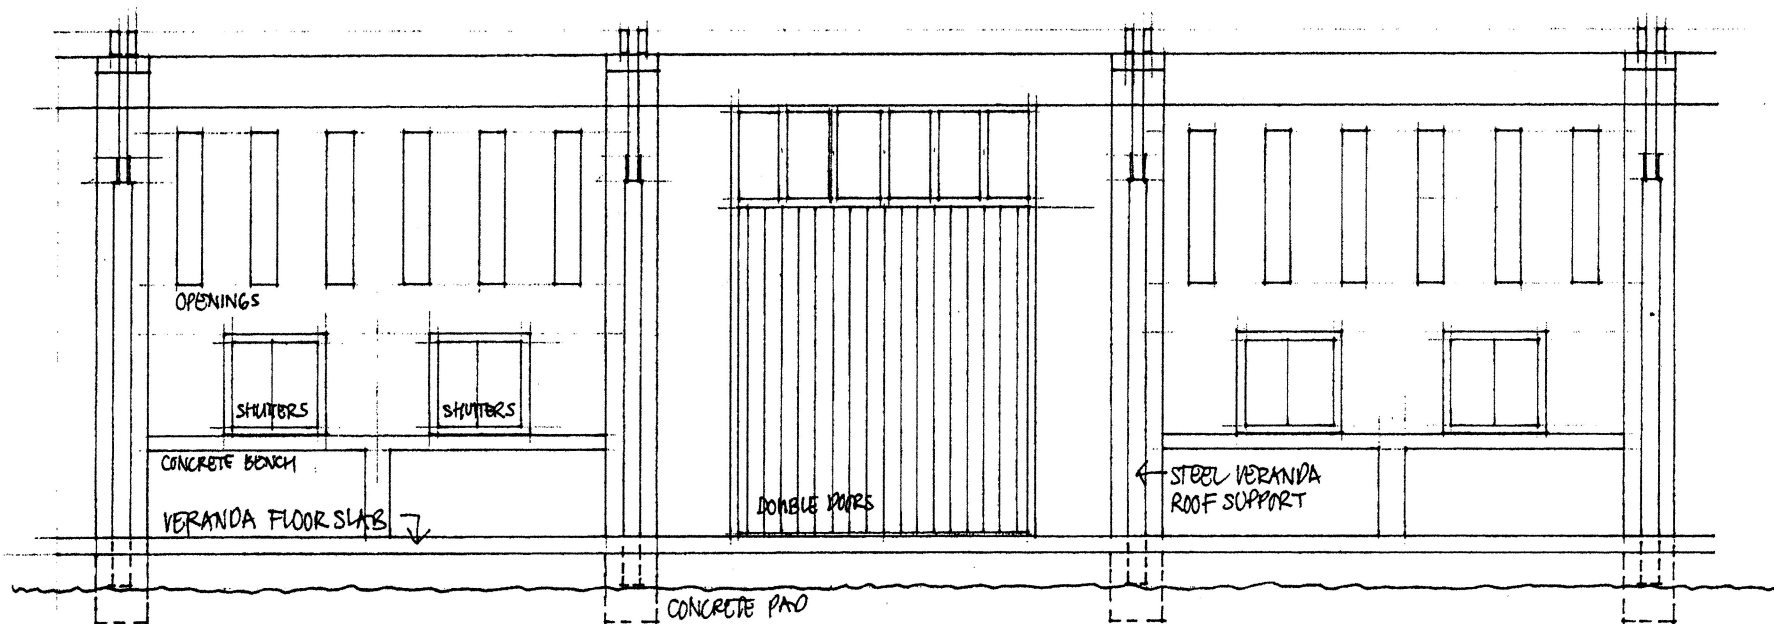 OPENINGS
SHUTTERS
SHUTTERS
CONCRETE BENCH
VERANDA FLOOR SLAB
DOUBLE DOORS
STEEL VERANDA
ROOF SUPPORT
CONCRETE PAD